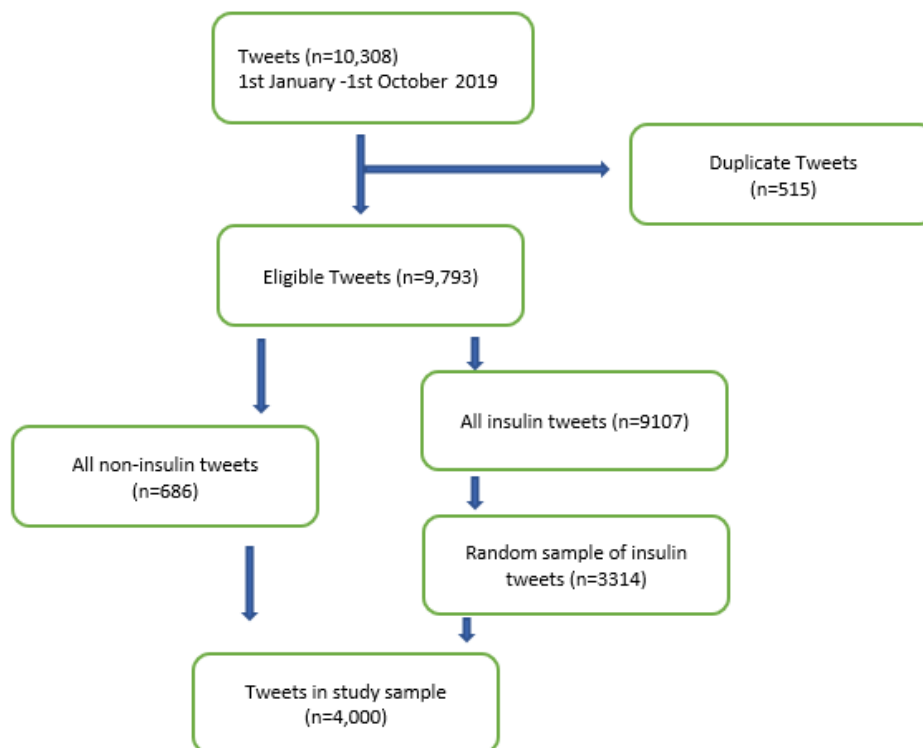 Tweets (n=10,308)
1st January -1st October 2019
Duplicate Tweets
(n=515)
Eligible Tweets (n=9,793)
All insulin tweets (n=9107)
All non-insulin tweets
(n=686)
Random sample of insulin
tweets (n=3314)
Tweets in study sample
(n=4,000)